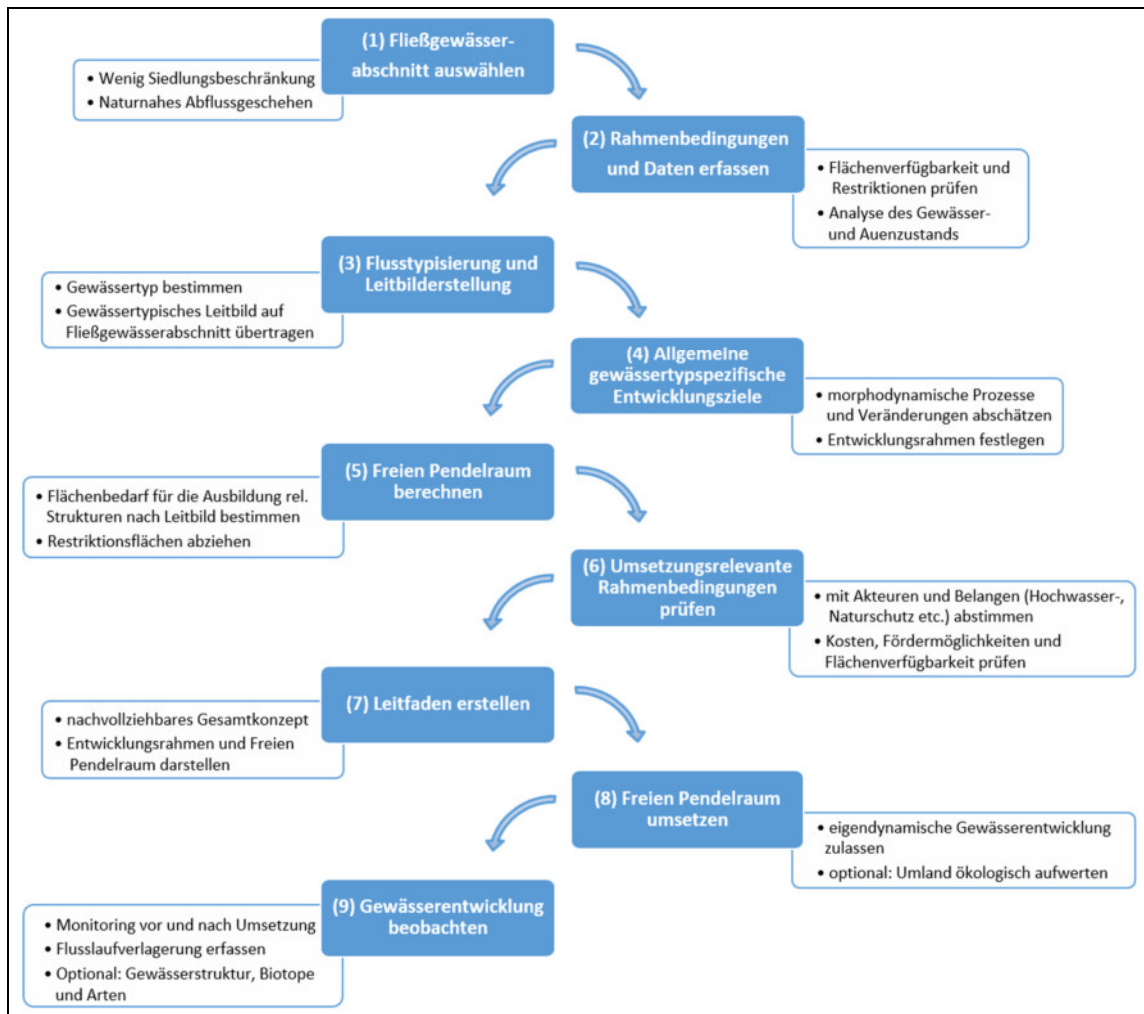 (1) Fließgewässer-
abschnitt auswählen
• Wenig Siedlungsbeschränkung
• Naturnahes Abflussgeschehen
(2) Rahmenbedingungen
und Daten erfassen
• Flächenverfügbarkeit und
Restriktionen prüfen
• Analyse des Gewässer-
und Auenzustands
(3) Flusstypisierung und
Leitbilderstellung
• Gewässertyp bestimmen
• Gewässertypisches Leitbild auf
Fließgewässerabschnitt übertragen
(4) Allgemeine
gewässertypspezifische
Entwicklungsziele
• morphodynamische Prozesse
und Veränderungen abschätzen
• Entwicklungsrahmen festlegen
(5) Freien Pendelraum
berechnen
• Flächenbedarf für die Ausbildung rel.
Strukturen nach Leitbild bestimmen
• Restriktionsflächen abziehen
(6) Umsetzungsrelevante
Rahmenbedingungen
prüfen
• mit Akteuren und Belangen (Hochwasser-,
Naturschutz etc.) abstimmen
• Kosten, Fördermöglichkeiten und
Flächenverfügbarkeit prüfen
(7) Leitfaden erstellen
• nachvollziehbares Gesamtkonzept
• Entwicklungsrahmen und Freien
Pendelraum darstellen
(8) Freien Pendelraum
umsetzen
• eigendynamische Gewässerentwicklung
zulassen
• optional: Umland ökologisch aufwerten
(9) Gewässerentwicklung
beobachten
• Monitoring vor und nach Umsetzung
• Flusslaufverlagerung erfassen
• Optional: Gewässerstruktur, Biotope
und Arten